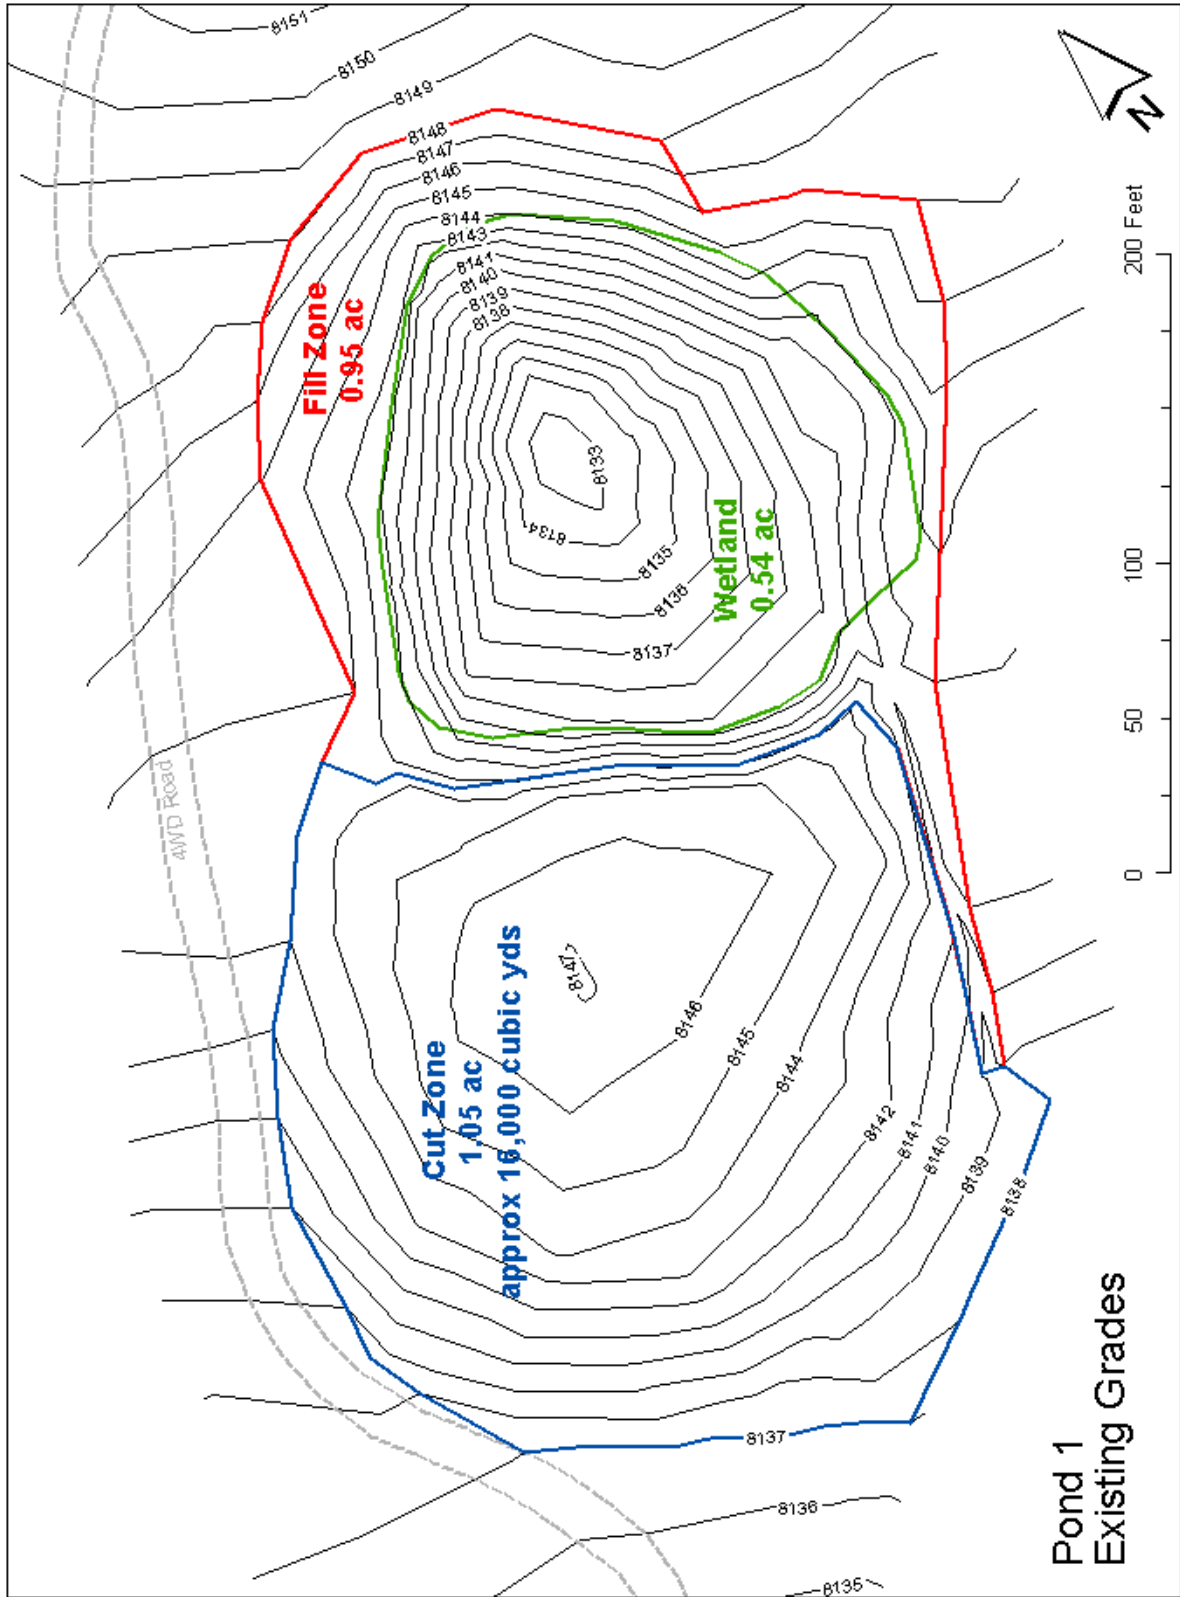 8151
8150
8149
8148
8147
8146
8145
8144
8143
8141
8140
8139
8138
Fill Zone
0.95 ac
8133
8134
8135
8136
8137
Wetland
0.54 ac
4WD Road
N
200 Feet
100
50
0
8147
8146
8145
8144
8142
8141
8140
8139
8138
Cut Zone
1.05 ac
approx 16,000 cubic yds
8137
8136
8135
Pond 1
Existing Grades